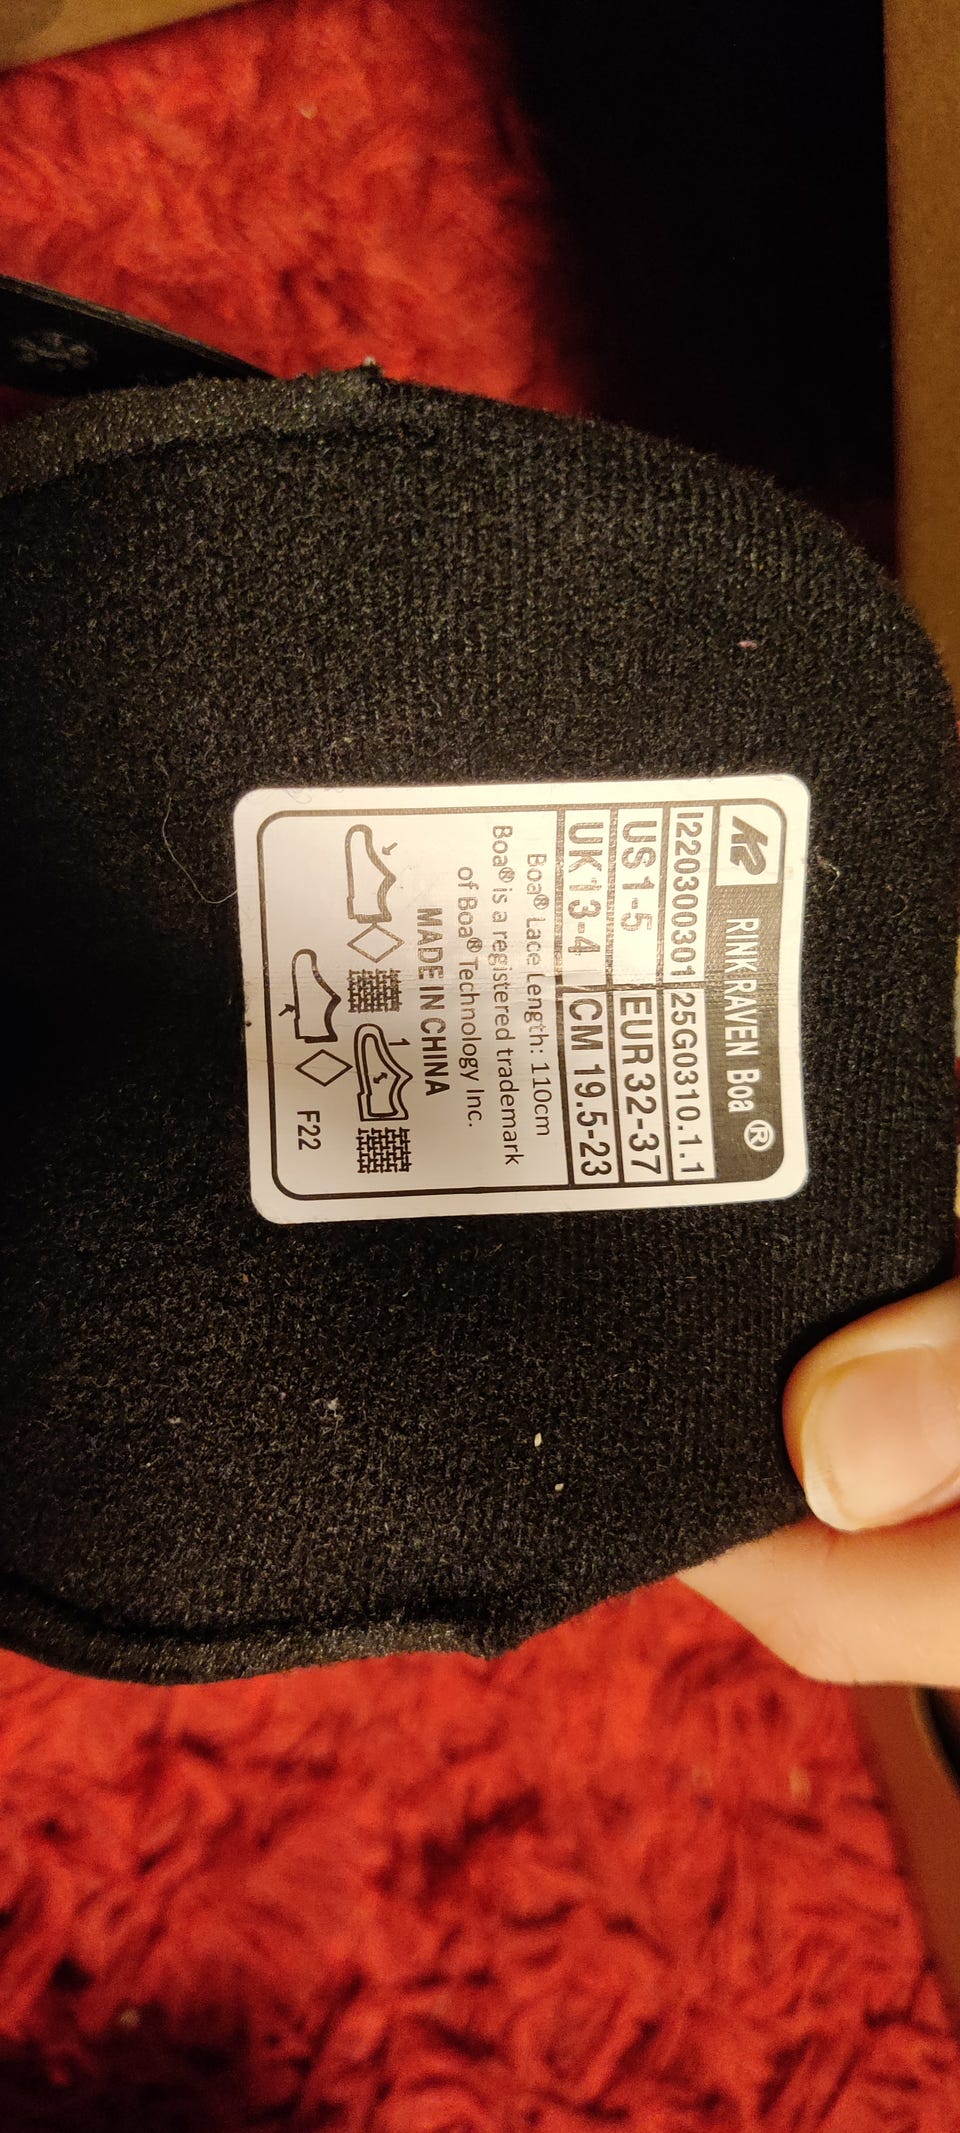 K2 RINK RAVEN Boa®
I220300301 25G0310.1.1
US 1-5 EUR 32-37
UK 13-4 CM 19.5-23
Boa® Lace Length: 110cm
Boa® is a registered trademark
of Boa® Technology Inc.
MADE IN CHINA
1
F22